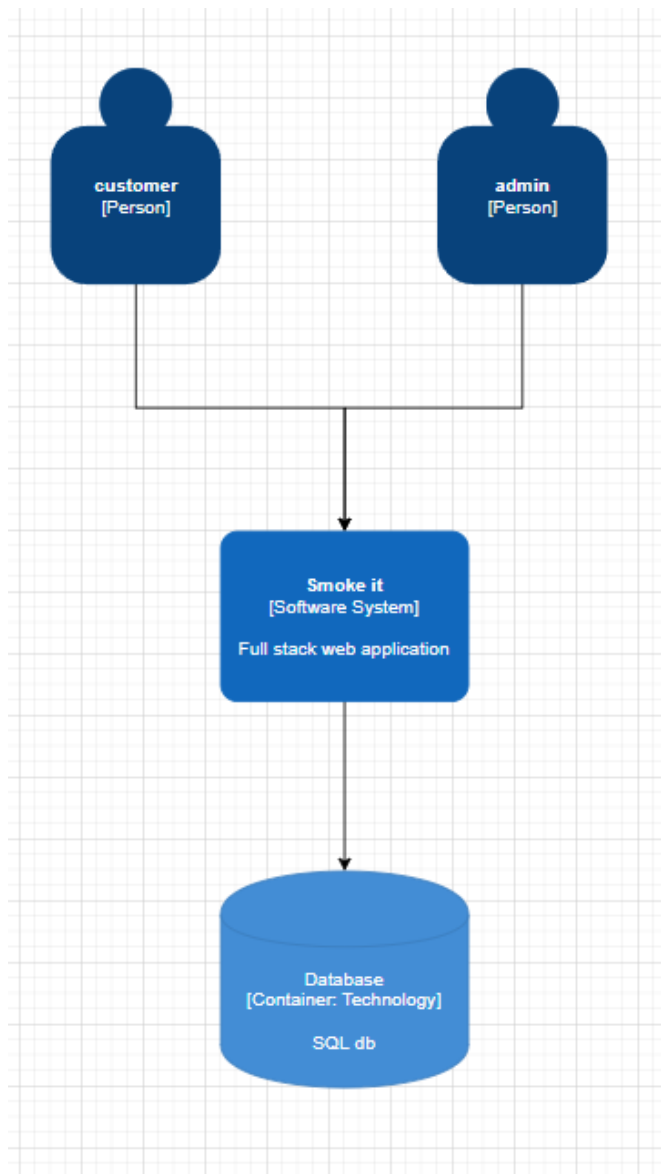 customer
[Person]
admin
[Person]
Smoke it
[Software System]
Full stack web application
Database
[Container: Technology]
SQL db